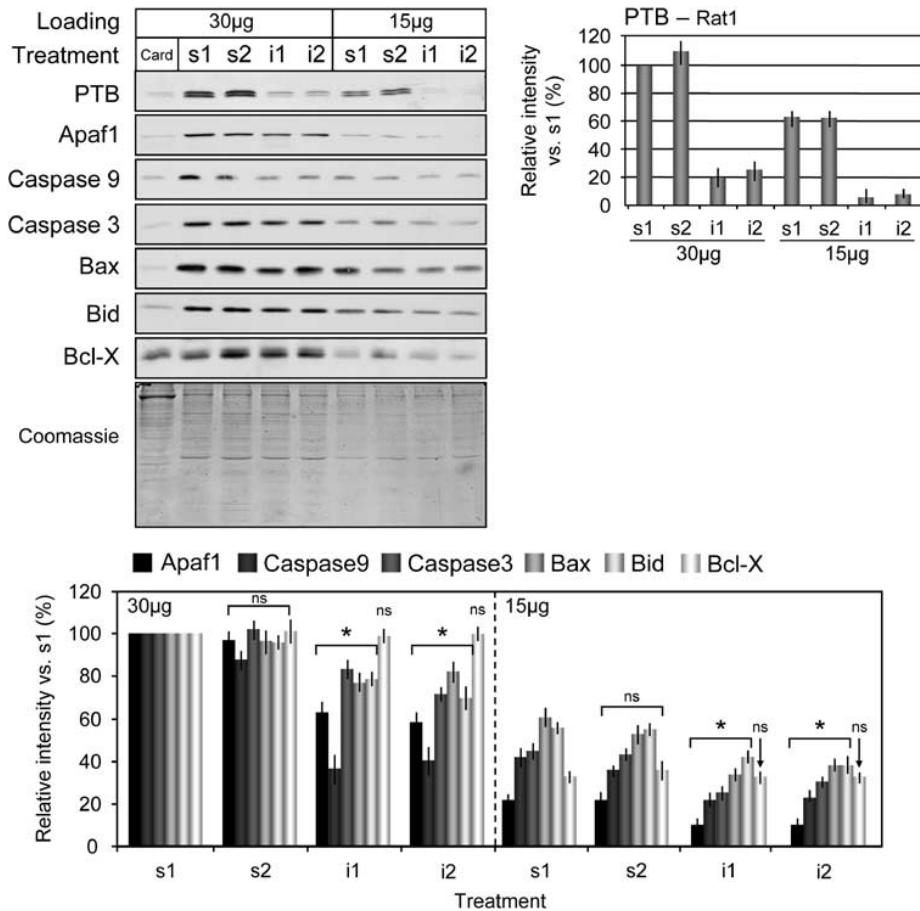 Loading 30µg 15µg
Treatment Card s1 s2 i1 i2 s1 s2 i1 i2
PTB
Apaf1
Caspase 9
Caspase 3
Bax
Bid
Bcl-X
Coomassie
PTB – Rat1
Relative intensity
vs. s1 (%)
120
100
80
60
40
20
0
s1 s2 i1 i2 s1 s2 i1 i2
30µg 15µg
Apaf1 Caspase9 Caspase3 Bax Bid Bcl-X
Relative intensity vs. s1 (%)
120
100
80
60
40
20
0
30µg 15µg
ns
* ns
* ns
ns
* ns
* ns
s1 s2 i1 i2 s1 s2 i1 i2
Treatment